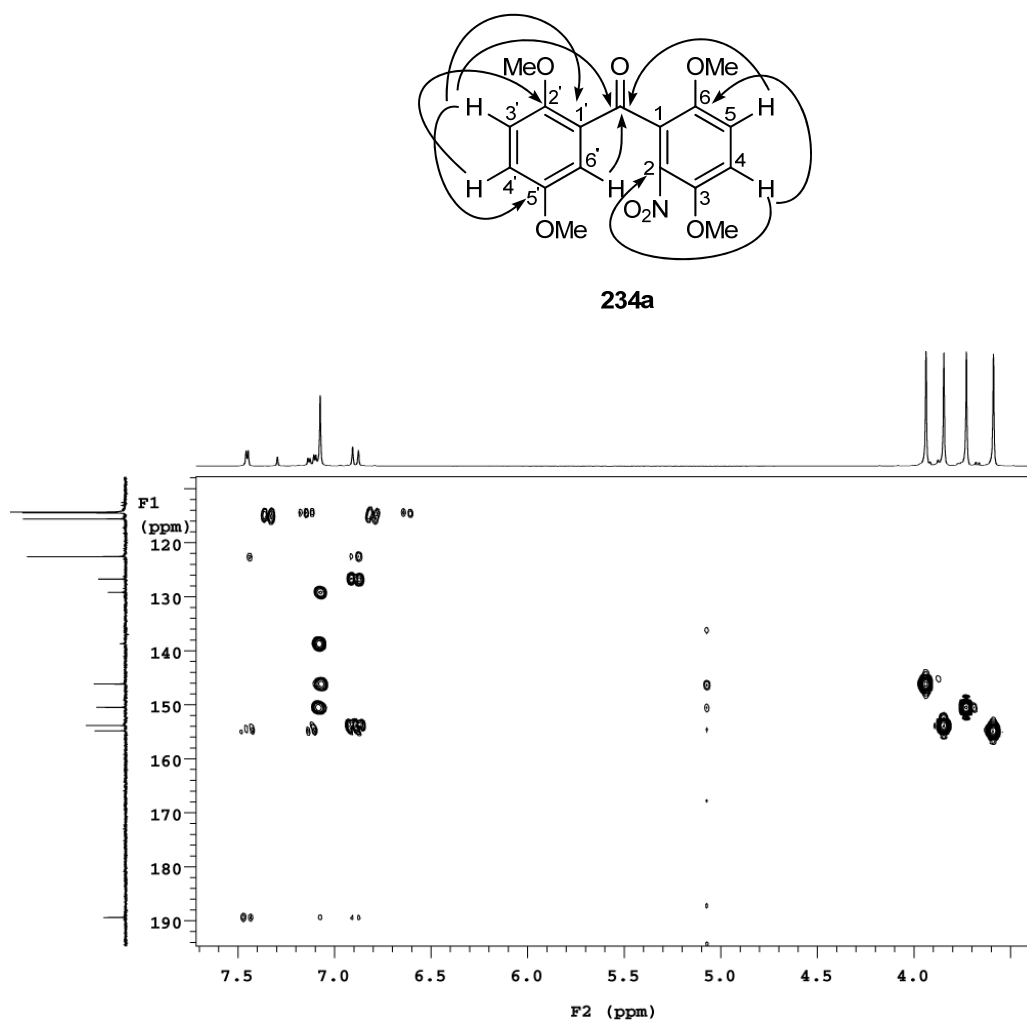 O
MeO OMe
H 2' 6 H
3' 1' 1 5
6' 2 4
H 4' H H
5' O₂N 3
OMe OMe
234a
F1
(ppm)
120
130
140
150
160
170
180
190
7.5 7.0 6.5 6.0 5.5 5.0 4.5 4.0
F2 (ppm)